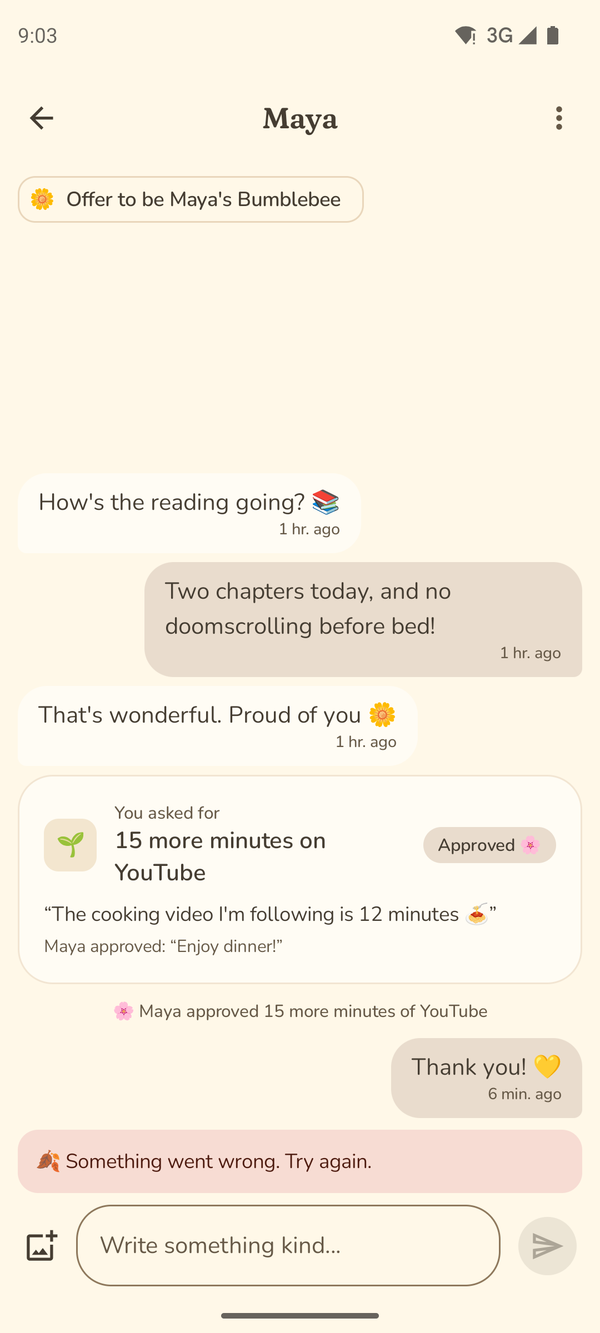 9:03
3G
Maya
🌼 Offer to be Maya's Bumblebee
How's the reading going? 📚
1 hr. ago
Two chapters today, and no
doomscrolling before bed!
1 hr. ago
That's wonderful. Proud of you 🌼
1 hr. ago
You asked for
15 more minutes on
YouTube
Approved 🌸
“The cooking video I'm following is 12 minutes 🍝”
Maya approved: “Enjoy dinner!”
🌸 Maya approved 15 more minutes of YouTube
Thank you! 💛
6 min. ago
🍂 Something went wrong. Try again.
Write something kind...